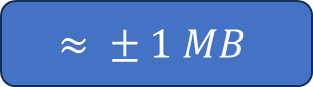 ≈ ± 1 MB